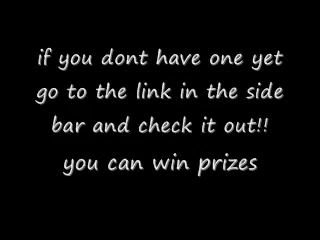 if you dont have one yet
go to the link in the side
bar and check it out!!
you can win prizes